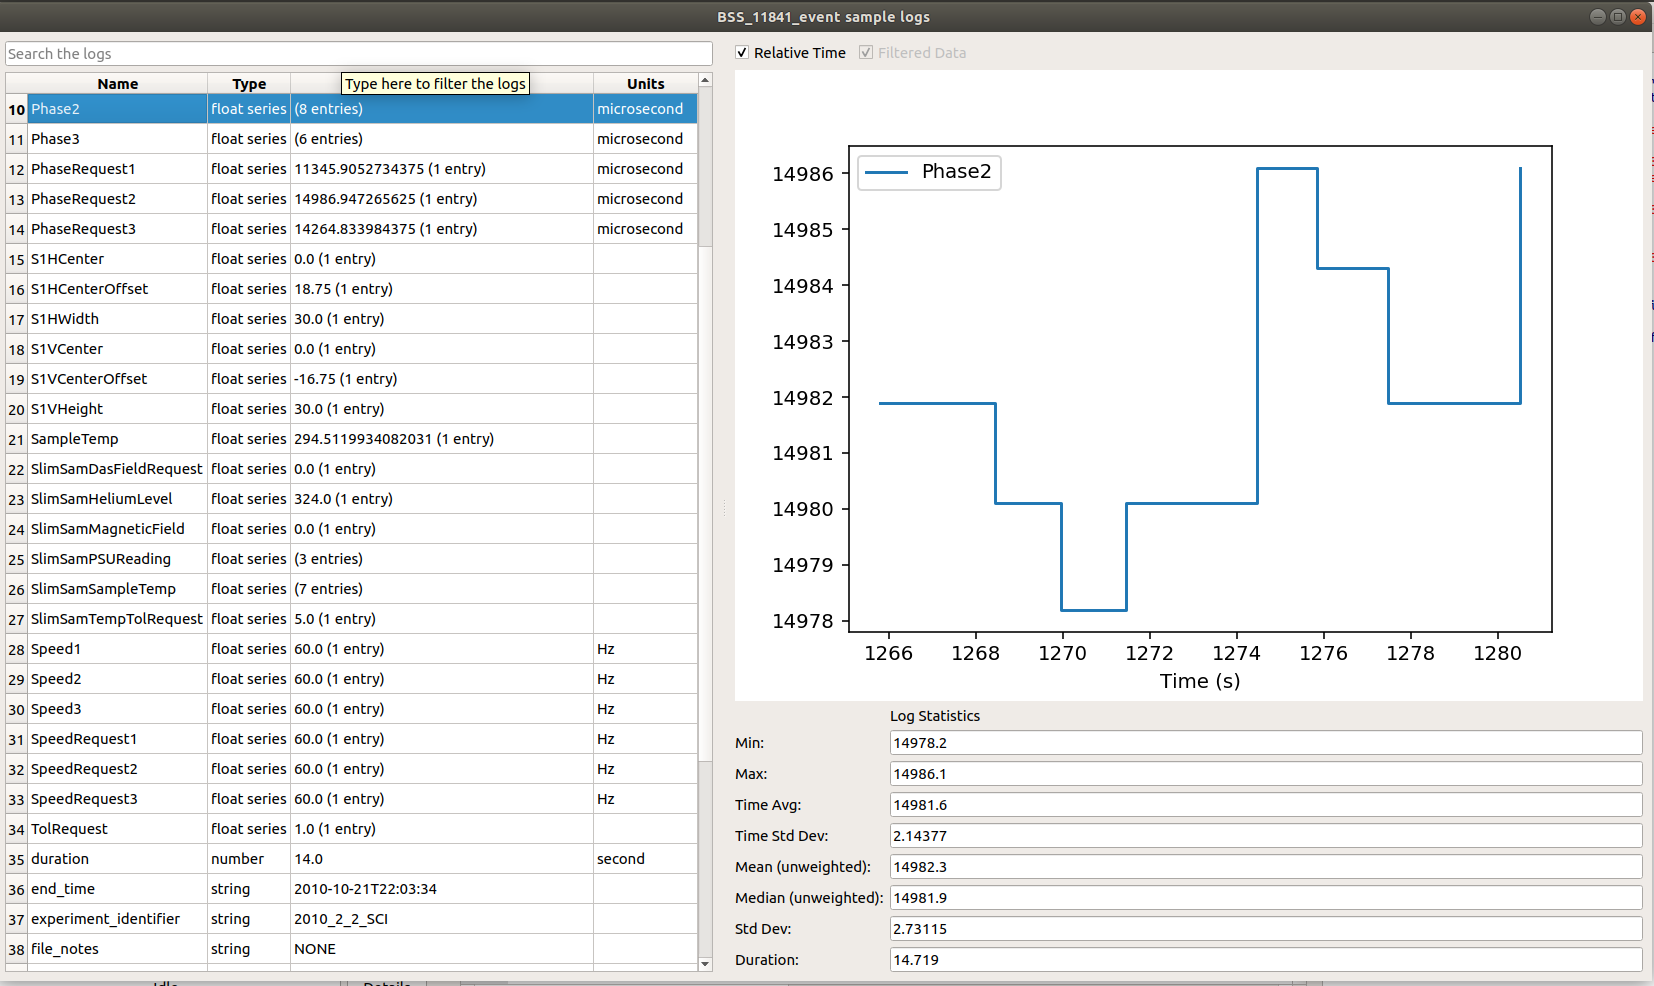 BSS_11841_event sample logs
Search the logs
Relative Time Filtered Data
Name Type Units
Type here to filter the logs
10 Phase2 float series (8 entries) microsecond
11 Phase3 float series (6 entries) microsecond
12 PhaseRequest1 float series 11345.9052734375 (1 entry) microsecond
13 PhaseRequest2 float series 14986.947265625 (1 entry) microsecond
14 PhaseRequest3 float series 14264.833984375 (1 entry) microsecond
15 S1HCenter float series 0.0 (1 entry)
16 S1HCenterOffset float series 18.75 (1 entry)
17 S1HWidth float series 30.0 (1 entry)
18 S1VCenter float series 0.0 (1 entry)
19 S1VCenterOffset float series -16.75 (1 entry)
20 S1VHeight float series 30.0 (1 entry)
21 SampleTemp float series 294.5119934082031 (1 entry)
22 SlimSamDasFieldRequest float series 0.0 (1 entry)
23 SlimSamHeliumLevel float series 324.0 (1 entry)
24 SlimSamMagneticField float series 0.0 (1 entry)
25 SlimSamPSUReading float series (3 entries)
26 SlimSamSampleTemp float series (7 entries)
27 SlimSamTempTolRequest float series 5.0 (1 entry)
28 Speed1 float series 60.0 (1 entry) Hz
29 Speed2 float series 60.0 (1 entry) Hz
30 Speed3 float series 60.0 (1 entry) Hz
31 SpeedRequest1 float series 60.0 (1 entry) Hz
32 SpeedRequest2 float series 60.0 (1 entry) Hz
33 SpeedRequest3 float series 60.0 (1 entry) Hz
34 TolRequest float series 1.0 (1 entry)
35 duration number 14.0 second
36 end_time string 2010-10-21T22:03:34
37 experiment_identifier string 2010_2_2_SCI
38 file_notes string NONE
Phase2
14986
14985
14984
14983
14982
14981
14980
14979
14978
1266 1268 1270 1272 1274 1276 1278 1280
Time (s)
Log Statistics
Min: 14978.2
Max: 14986.1
Time Avg: 14981.6
Time Std Dev: 2.14377
Mean (unweighted): 14982.3
Median (unweighted): 14981.9
Std Dev: 2.73115
Duration: 14.719